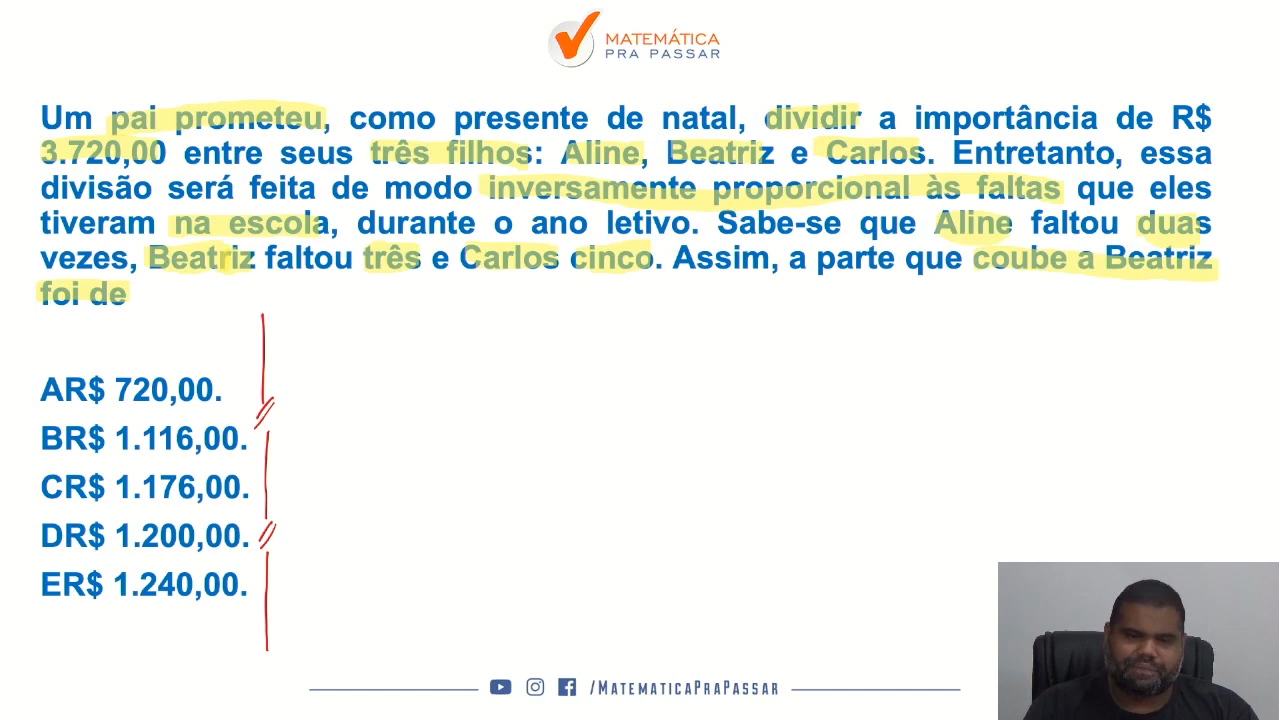 MATEMÁTICA
PRA PASSAR
Um pai prometeu, como presente de natal, dividir a importância de R$
3.720,00 entre seus três filhos: Aline, Beatriz e Carlos. Entretanto, essa
divisão será feita de modo inversamente proporcional às faltas que eles
tiveram na escola, durante o ano letivo. Sabe-se que Aline faltou duas
vezes, Beatriz faltou três e Carlos cinco. Assim, a parte que coube a Beatriz
foi de
AR$ 720,00.
BR$ 1.116,00.
CR$ 1.176,00.
DR$ 1.200,00.
ER$ 1.240,00.
/MATEMATICAPRAPASSAR